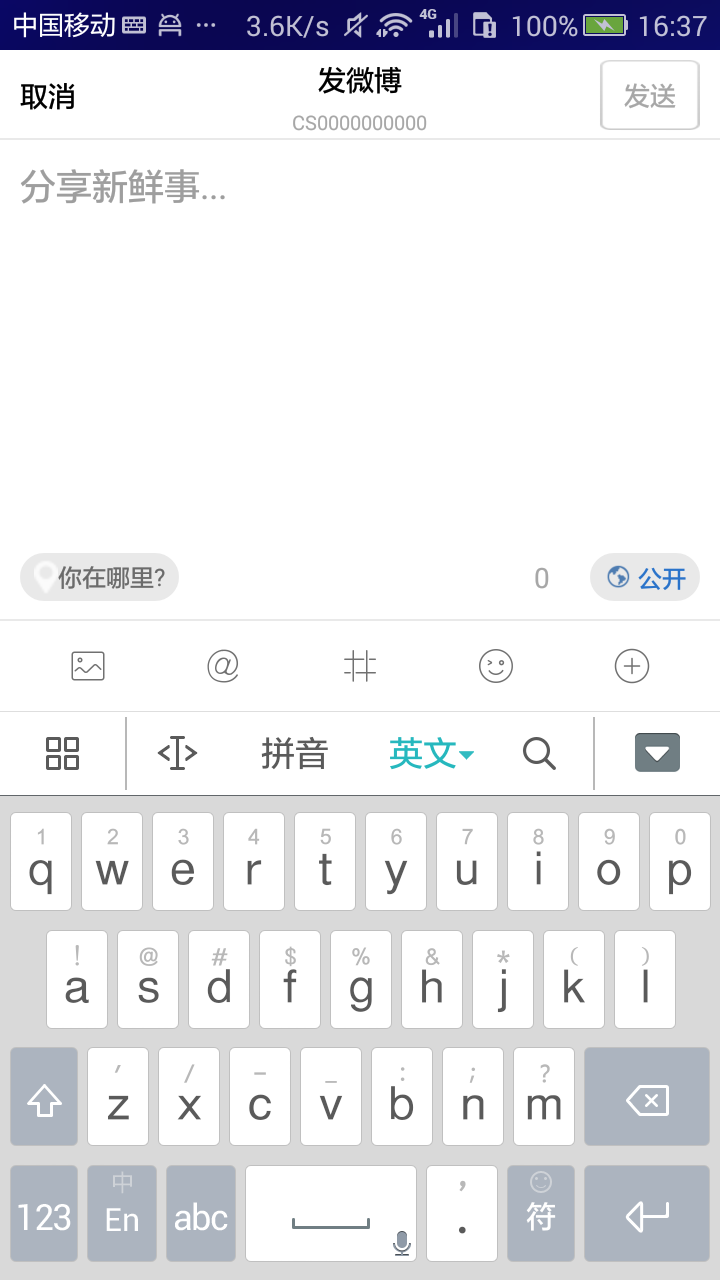 中国移动 ··· 3.6K/s 4G 100% 16:37
取消 发微博 发送
CS0000000000
分享新鲜事...
你在哪里? 0 公开
拼音 英文
1 2 3 4 5 6 7 8 9 0
q w e r t y u i o p
! @ # $ % & * ( )
a s d f g h j k l
′ / – _ : ; ?
z x c v b n m
中 ，
123 En abc . 符